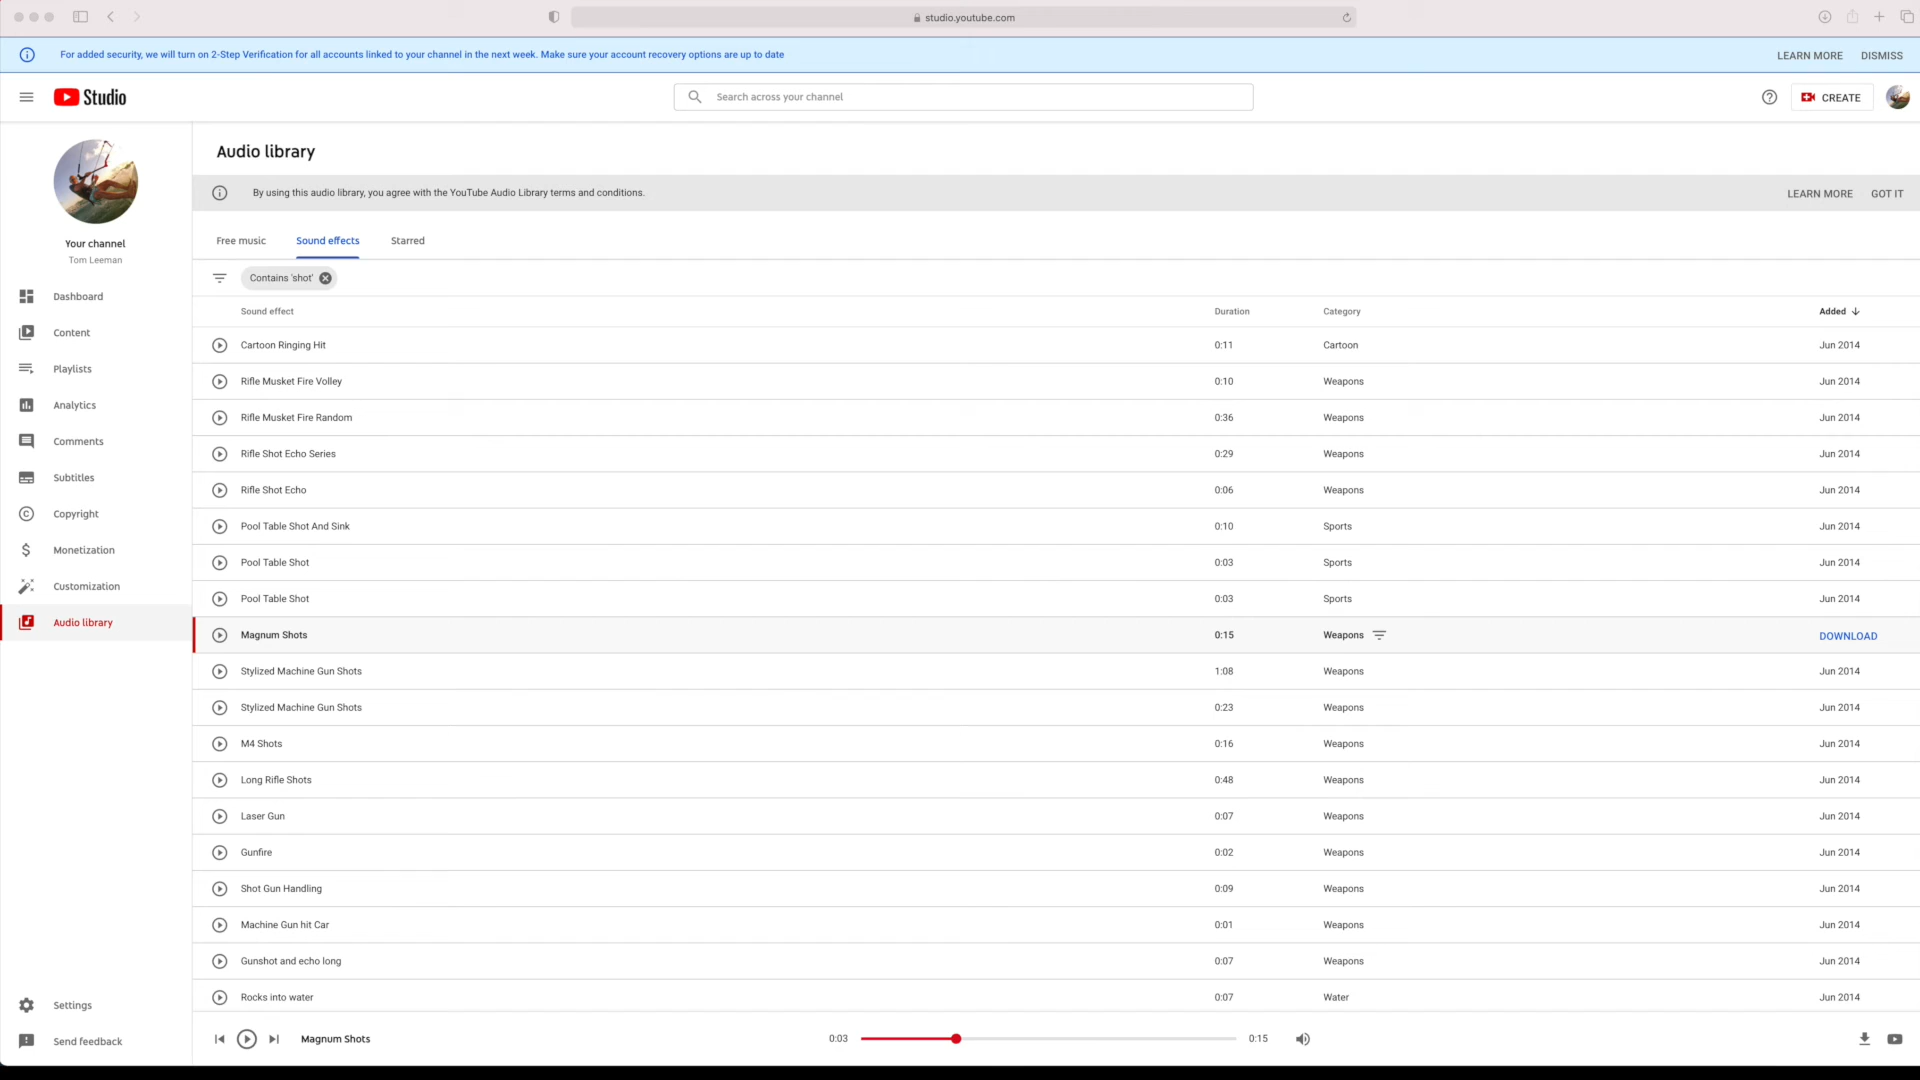 studio.youtube.com
For added security, we will turn on 2-Step Verification for all accounts linked to your channel in the next week. Make sure your account recovery options are up to date
LEARN MORE DISMISS
Studio
Search across your channel
CREATE
Your channel
Tom Leeman
Dashboard
Content
Playlists
Analytics
Comments
Subtitles
Copyright
Monetization
Customization
Audio library
Settings
Send feedback
Audio library
By using this audio library, you agree with the YouTube Audio Library terms and conditions.
LEARN MORE GOT IT
Free music Sound effects Starred
Contains 'shot'
Sound effect Duration Category Added
Cartoon Ringing Hit 0:11 Cartoon Jun 2014
Rifle Musket Fire Volley 0:10 Weapons Jun 2014
Rifle Musket Fire Random 0:36 Weapons Jun 2014
Rifle Shot Echo Series 0:29 Weapons Jun 2014
Rifle Shot Echo 0:06 Weapons Jun 2014
Pool Table Shot And Sink 0:10 Sports Jun 2014
Pool Table Shot 0:03 Sports Jun 2014
Pool Table Shot 0:03 Sports Jun 2014
Magnum Shots 0:15 Weapons DOWNLOAD
Stylized Machine Gun Shots 1:08 Weapons Jun 2014
Stylized Machine Gun Shots 0:23 Weapons Jun 2014
M4 Shots 0:16 Weapons Jun 2014
Long Rifle Shots 0:48 Weapons Jun 2014
Laser Gun 0:07 Weapons Jun 2014
Gunfire 0:02 Weapons Jun 2014
Shot Gun Handling 0:09 Weapons Jun 2014
Machine Gun hit Car 0:01 Weapons Jun 2014
Gunshot and echo long 0:07 Weapons Jun 2014
Rocks into water 0:07 Water Jun 2014
Magnum Shots 0:03 0:15